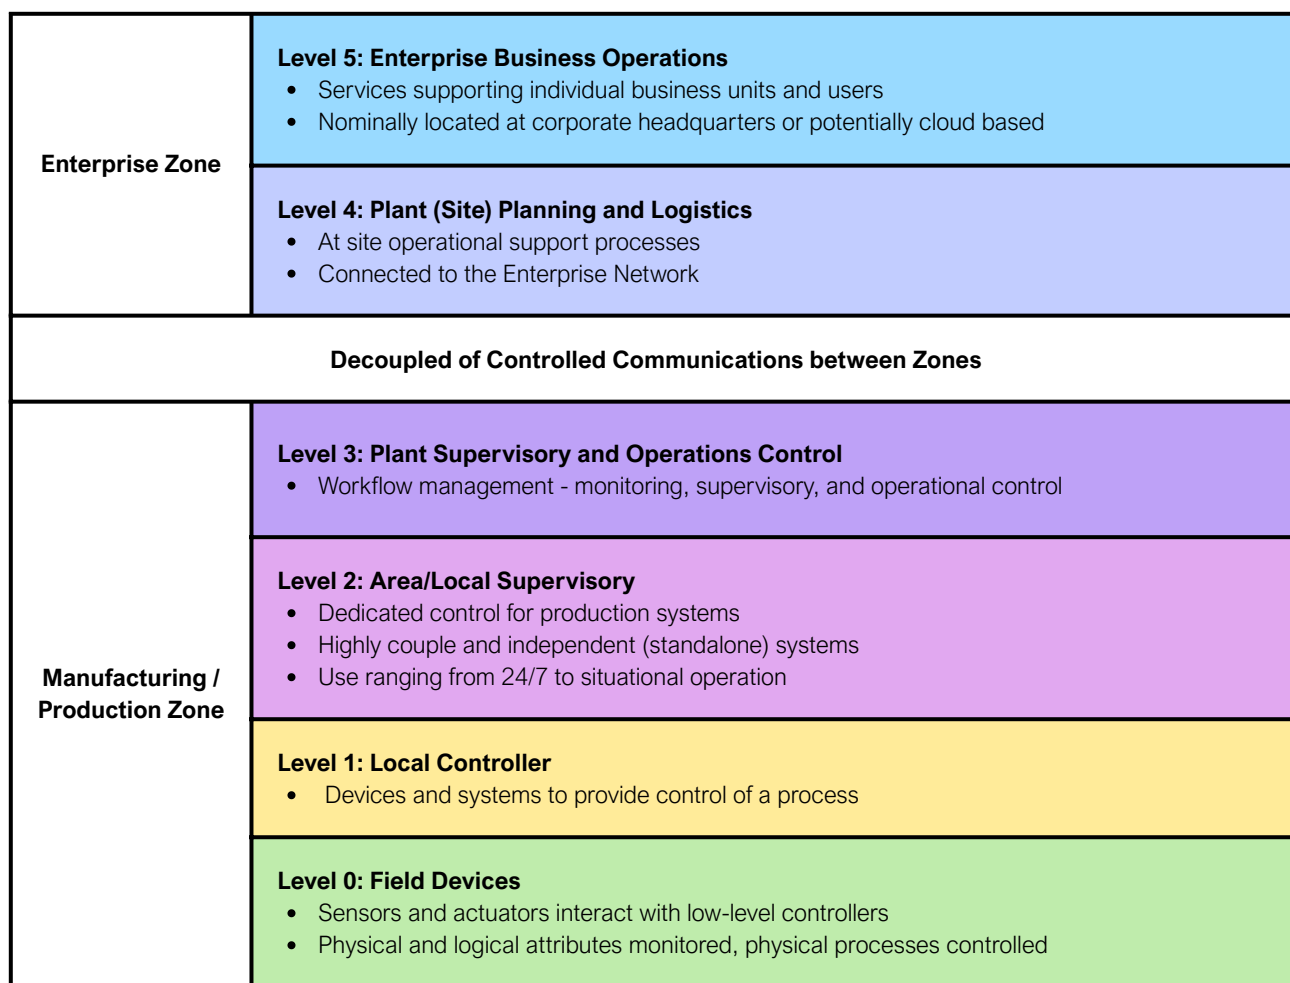 Level 5: Enterprise Business Operations
• Services supporting individual business units and users
• Nominally located at corporate headquarters or potentially cloud based
Enterprise Zone
Level 4: Plant (Site) Planning and Logistics
• At site operational support processes
• Connected to the Enterprise Network
Decoupled of Controlled Communications between Zones
Level 3: Plant Supervisory and Operations Control
• Workflow management - monitoring, supervisory, and operational control
Level 2: Area/Local Supervisory
• Dedicated control for production systems
• Highly couple and independent (standalone) systems
• Use ranging from 24/7 to situational operation
Manufacturing /
Production Zone
Level 1: Local Controller
• Devices and systems to provide control of a process
Level 0: Field Devices
• Sensors and actuators interact with low-level controllers
• Physical and logical attributes monitored, physical processes controlled